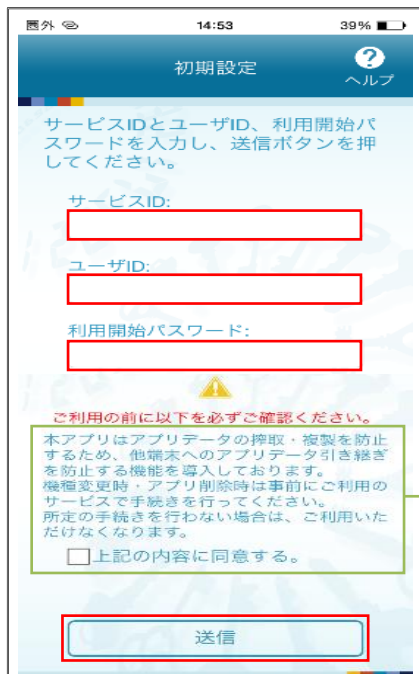 圏外 14:53 39%
初期設定
?
ヘルプ
サービスIDとユーザID、利用開始パ
スワードを入力し、送信ボタンを押
してください。
サービスID:
ユーザID:
利用開始パスワード:
ご利用の前に以下を必ずご確認ください。
本アプリはアプリデータの搾取・複製を防止
するため、他端末へのアプリデータ引き継ぎ
を防止する機能を導入しております。
機種変更時・アプリ削除時は事前にご利用の
サービスで手続きを行ってください。
所定の手続きを行わない場合は、ご利用いた
だけなくなります。
上記の内容に同意する。
送信